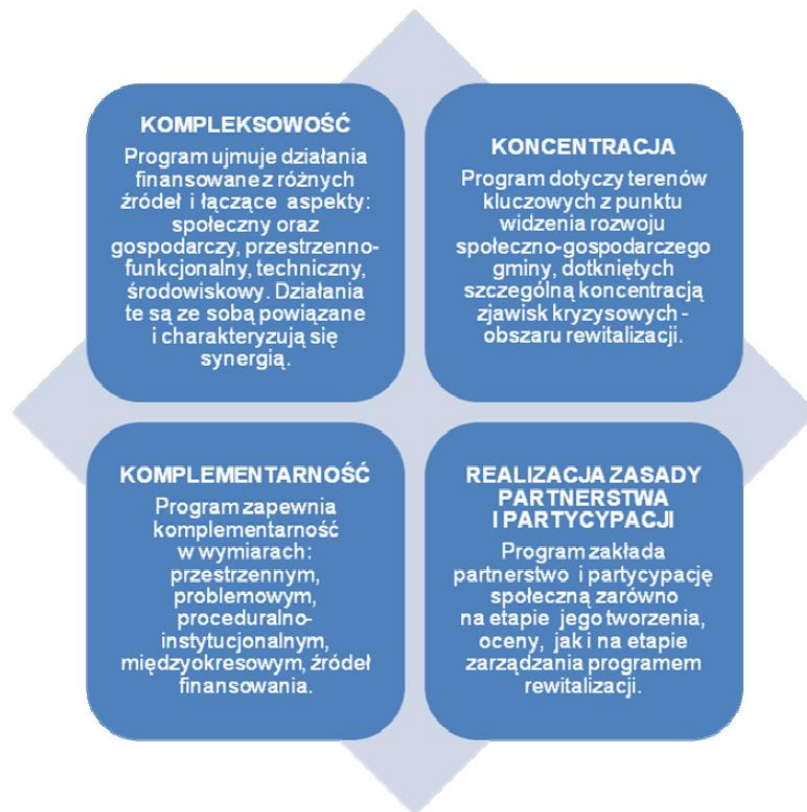 KOMPLEKSOWOŚĆ
Program ujmuje działania
finansowane z różnych
źródeł i łączące aspekty:
społeczny oraz
gospodarczy, przestrzenno-
funkcjonalny, techniczny,
środowiskowy. Działania
te są ze sobą powiązane
i charakteryzują się
synergią.
KONCENTRACJA
Program dotyczy terenów
kluczowych z punktu
widzenia rozwoju
społeczno-gospodarczego
gminy, dotkniętych
szczególną koncentracją
zjawisk kryzysowych -
obszaru rewitalizacji.
KOMPLEMENTARNOŚĆ
Program zapewnia
komplementarność
w wymiarach:
przestrzennym,
problemowym,
proceduralno-
instytucjonalnym,
międzyokresowym, źródeł
finansowania.
REALIZACJA ZASADY
PARTNERSTWA
I PARTYCYPACJI
Program zakłada
partnerstwo i partycypację
społeczną zarówno
na etapie jego tworzenia,
oceny, jak i na etapie
zarządzania programem
rewitalizacji.